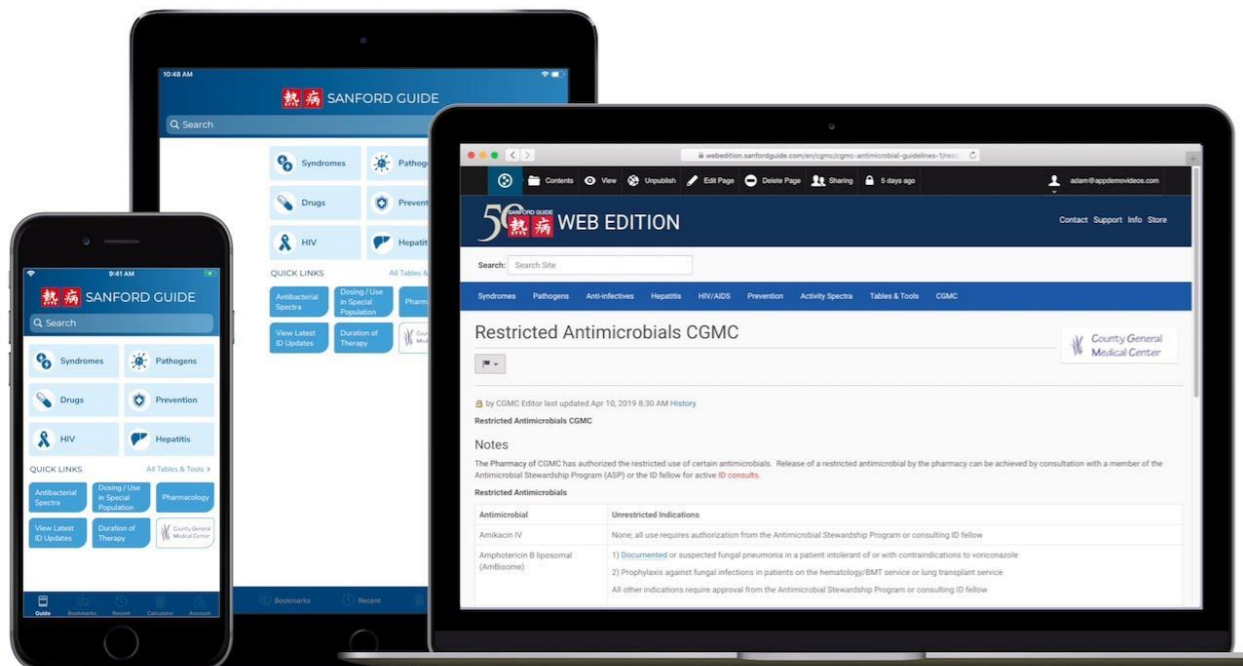 9:41 AM
熱 病 SANFORD GUIDE
Search
Syndromes
Pathogens
Drugs
Prevention
HIV
Hepatitis
QUICK LINKS
All Tables & Tools >
Antibacterial
Spectra
Dosing / Use
in Special
Population
Pharmacology
View Latest
ID Updates
Duration of
Therapy
County General
Medical Center
Guide
Bookmarks
Recent
Calculator
Account
10:48 AM
熱 病 SANFORD GUIDE
Search
Syndromes
Drugs
HIV
QUICK LINKS
All Tables &
Antibacterial
Spectra
Dosing / Use
in Special
Population
View Latest
ID Updates
Duration of
Therapy
Bookmarks
Recent
webedition.sanfordguide.com/en/cgmc/cgmc-antimicrobial-guidelines-1/res
Contents
View
Unpublish
Edit Page
Delete Page
Sharing
5 days ago
adam@appdemovideos.com
50 SANFORD GUIDE 熱 病 WEB EDITION
Contact Support Info Store
Search: Search Site
Syndromes Pathogens Anti-infectives Hepatitis HIV/AIDS Prevention Activity Spectra Tables & Tools CGMC
Restricted Antimicrobials CGMC
County General
Medical Center
by CGMC Editor last updated Apr 10, 2019 8:30 AM History
Restricted Antimicrobials CGMC
Notes
The Pharmacy of CGMC has authorized the restricted use of certain antimicrobials. Release of a restricted antimicrobial by the pharmacy can be achieved by consultation with a member of the
Antimicrobial Stewardship Program (ASP) or the ID fellow for active ID consults.
Restricted Antimicrobials
Antimicrobial
Unrestricted Indications
Amikacin IV
None; all use requires authorization from the Antimicrobial Stewardship Program or consulting ID fellow
Amphotericin B liposomal
(AmBisome)
1) Documented or suspected fungal pneumonia in a patient intolerant of or with contraindications to voriconazole
2) Prophylaxis against fungal infections in patients on the hematology/BMT service or lung transplant service
All other indications require approval from the Antimicrobial Stewardship Program or consulting ID fellow